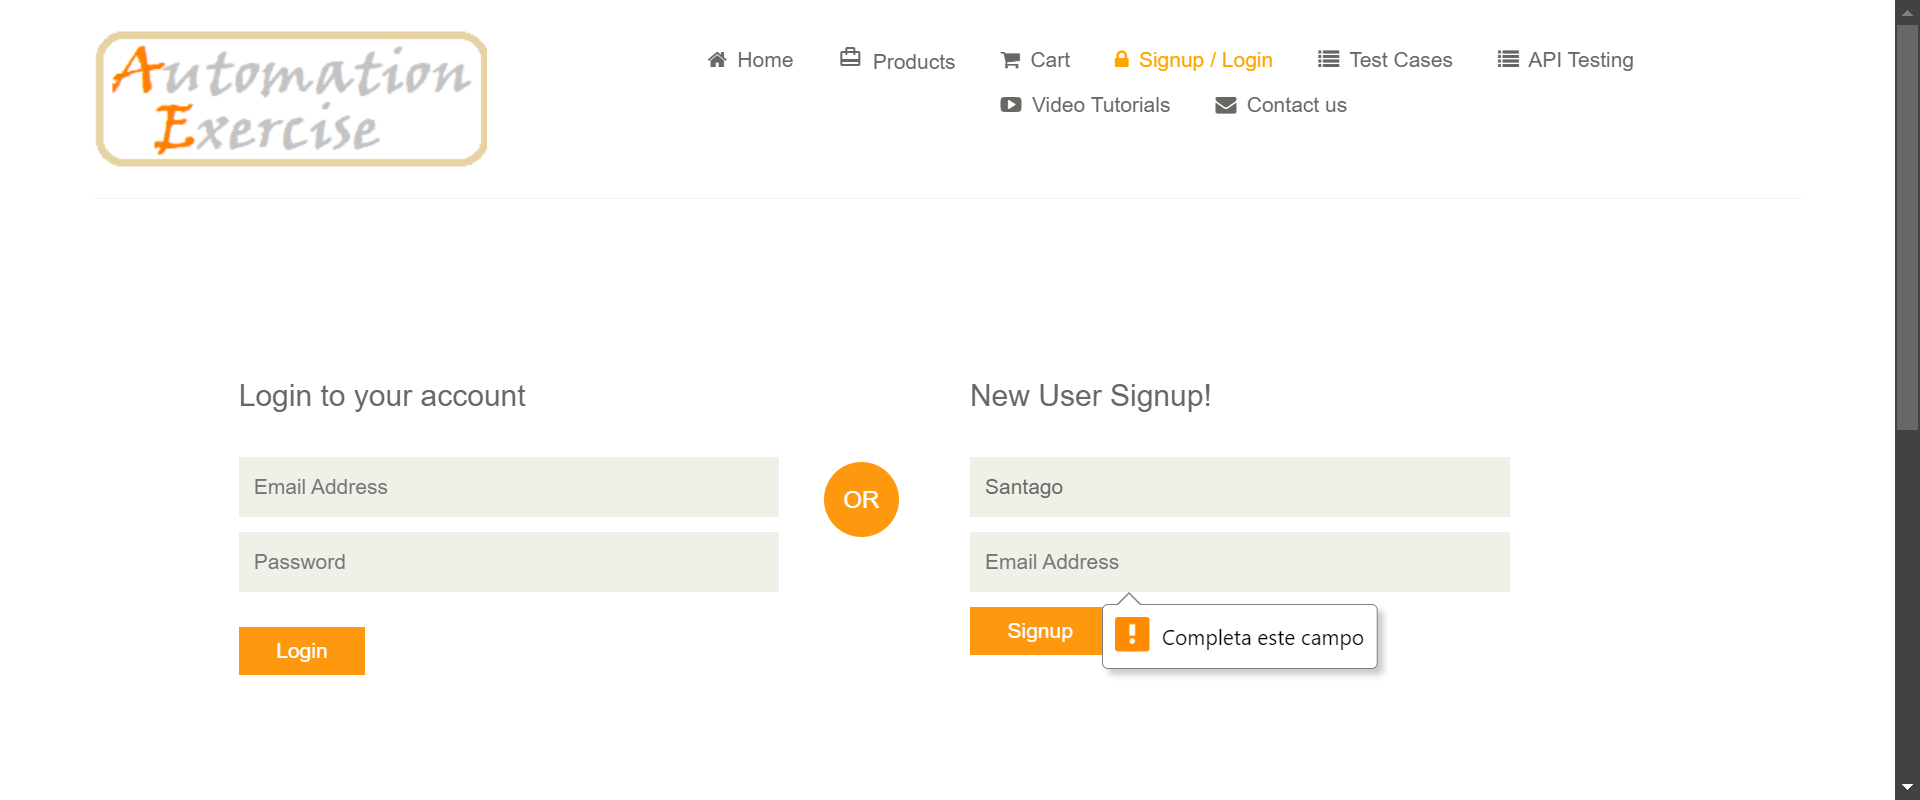 Automation
Exercise
Home
Products
Cart
Signup / Login
Test Cases
API Testing
Video Tutorials
Contact us
Login to your account
Email Address
Password
Login
OR
New User Signup!
Santago
Email Address
Signup
Completa este campo